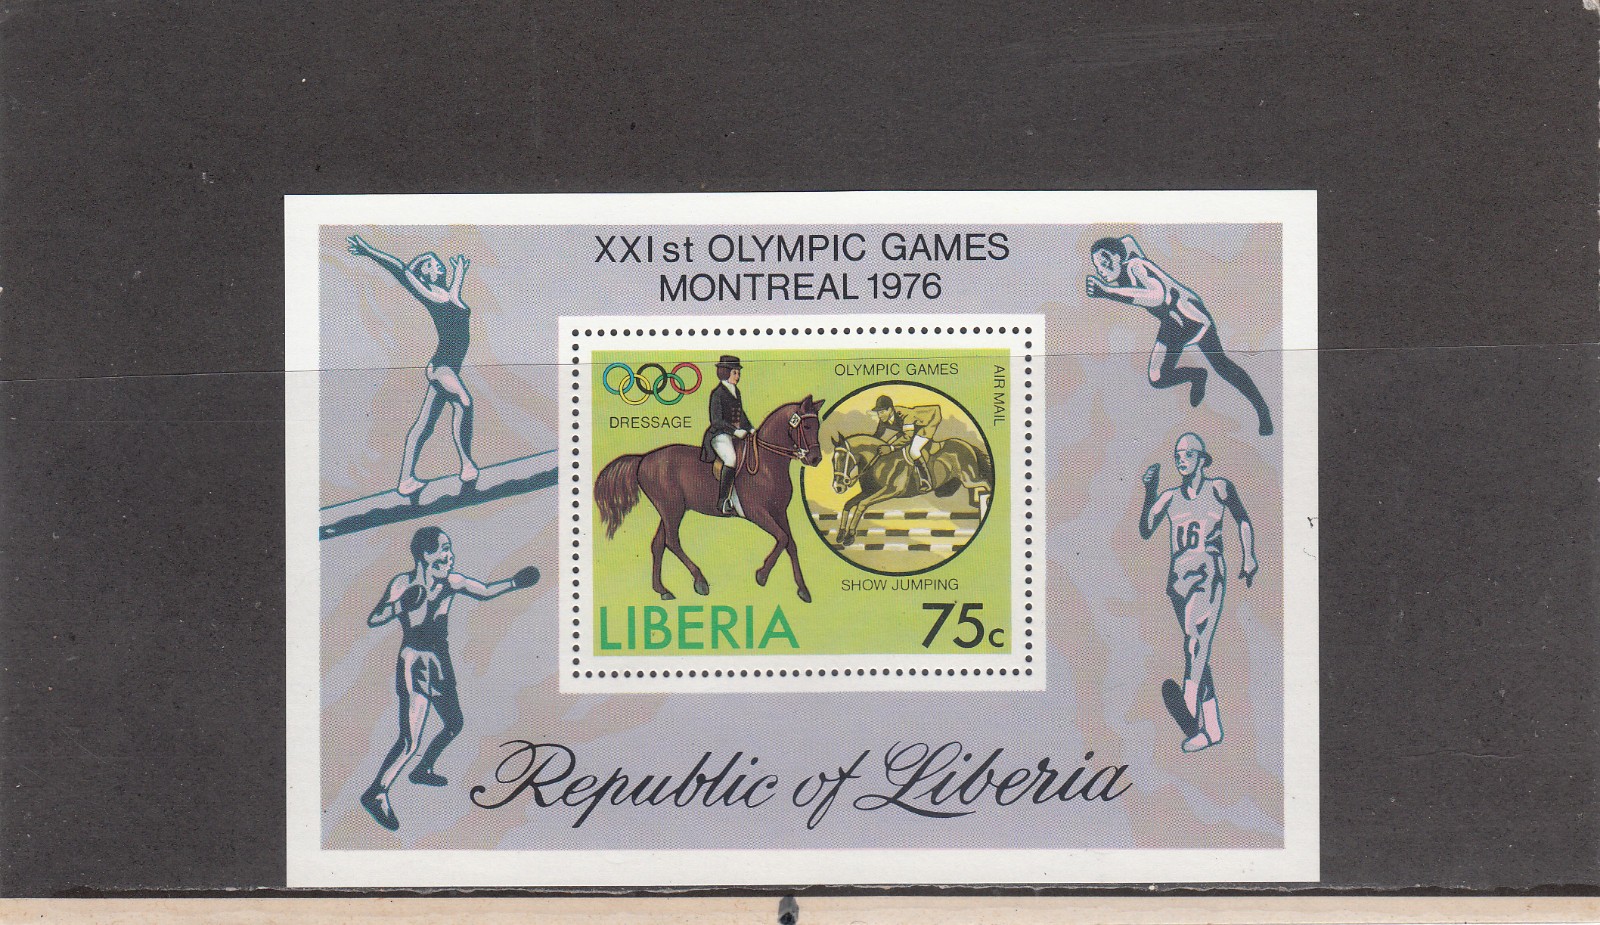 XXIst OLYMPIC GAMES
MONTREAL 1976
OLYMPIC GAMES
AIR MAIL
DRESSAGE
SHOW JUMPING
LIBERIA
75c
16
Republic of Liberia